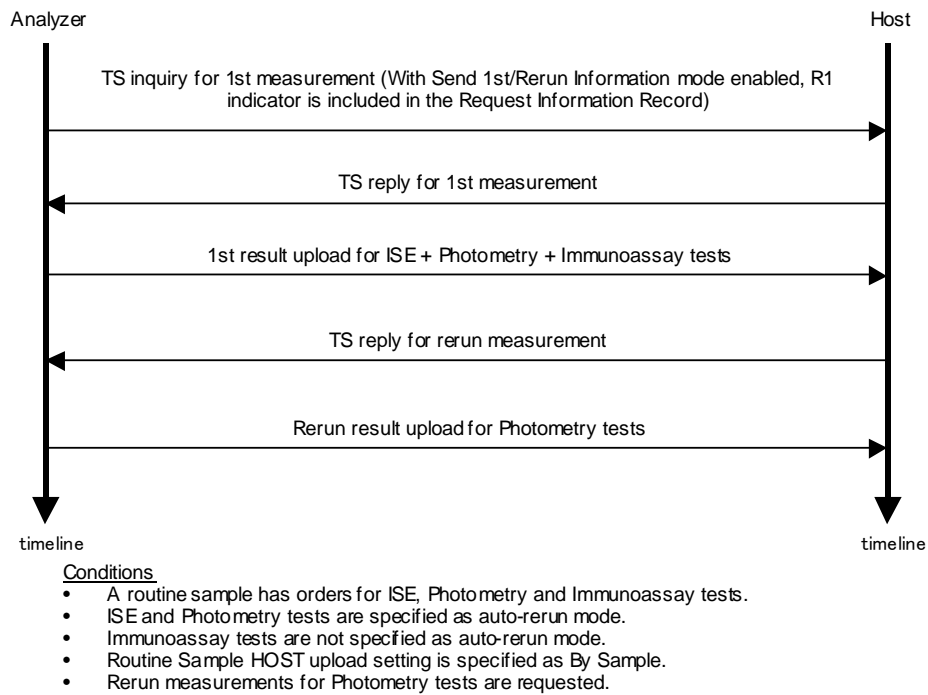 Analyzer
Host
TS inquiry for 1st measurement (With Send 1st/Rerun Information mode enabled, R1
indicator is included in the Request Information Record)
TS reply for 1st measurement
1st result upload for ISE + Photometry + Immunoassay tests
TS reply for rerun measurement
Rerun result upload for Photometry tests
timeline
timeline
Conditions
• A routine sample has orders for ISE, Photometry and Immunoassay tests.
• ISE and Photometry tests are specified as auto-rerun mode.
• Immunoassay tests are not specified as auto-rerun mode.
• Routine Sample HOST upload setting is specified as By Sample.
• Rerun measurements for Photometry tests are requested.